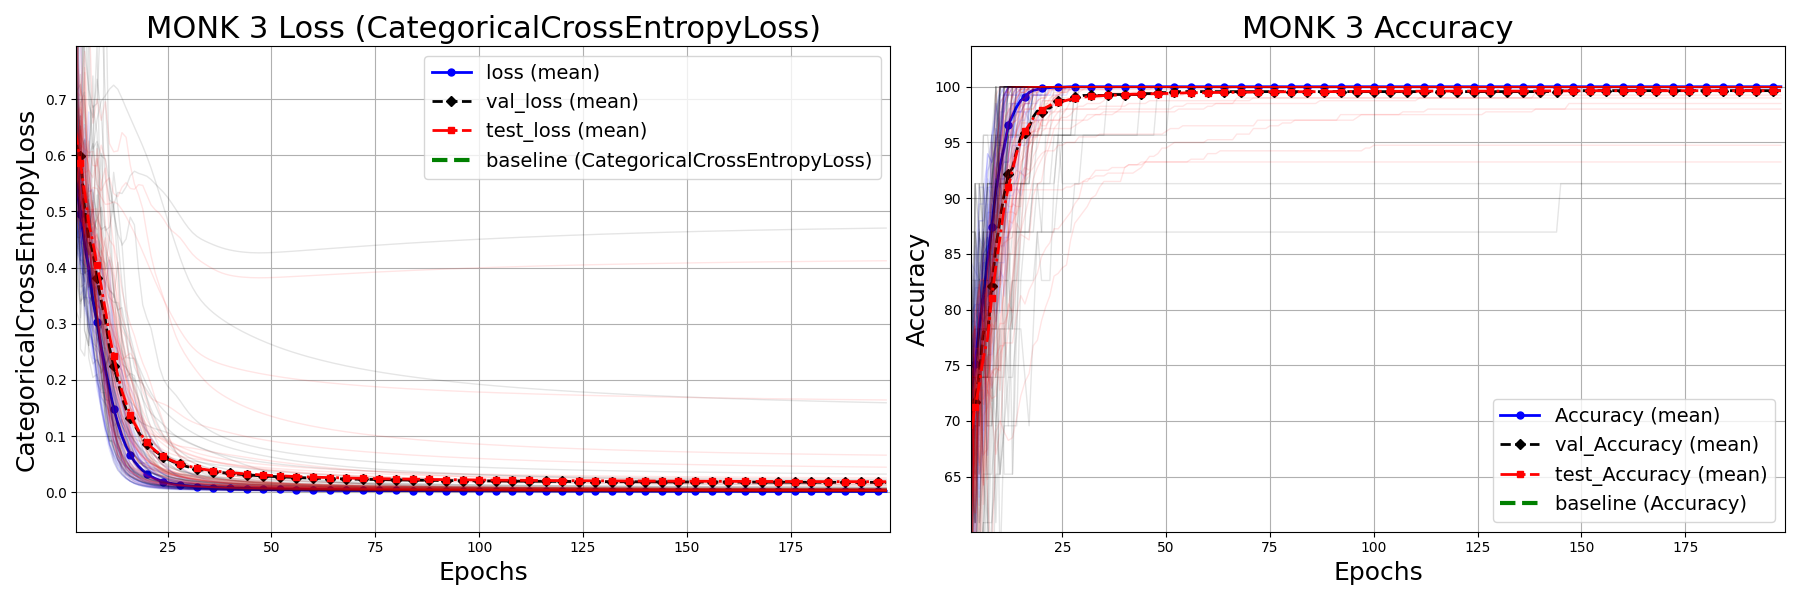 MONK 3 Loss (CategoricalCrossEntropyLoss)
CategoricalCrossEntropyLoss
0.7
0.6
0.5
0.4
0.3
0.2
0.1
0.0
loss (mean)
val_loss (mean)
test_loss (mean)
baseline (CategoricalCrossEntropyLoss)
25 50 75 100 125 150 175
Epochs
MONK 3 Accuracy
Accuracy
100
95
90
85
80
75
70
65
Accuracy (mean)
val_Accuracy (mean)
test_Accuracy (mean)
baseline (Accuracy)
25 50 75 100 125 150 175
Epochs